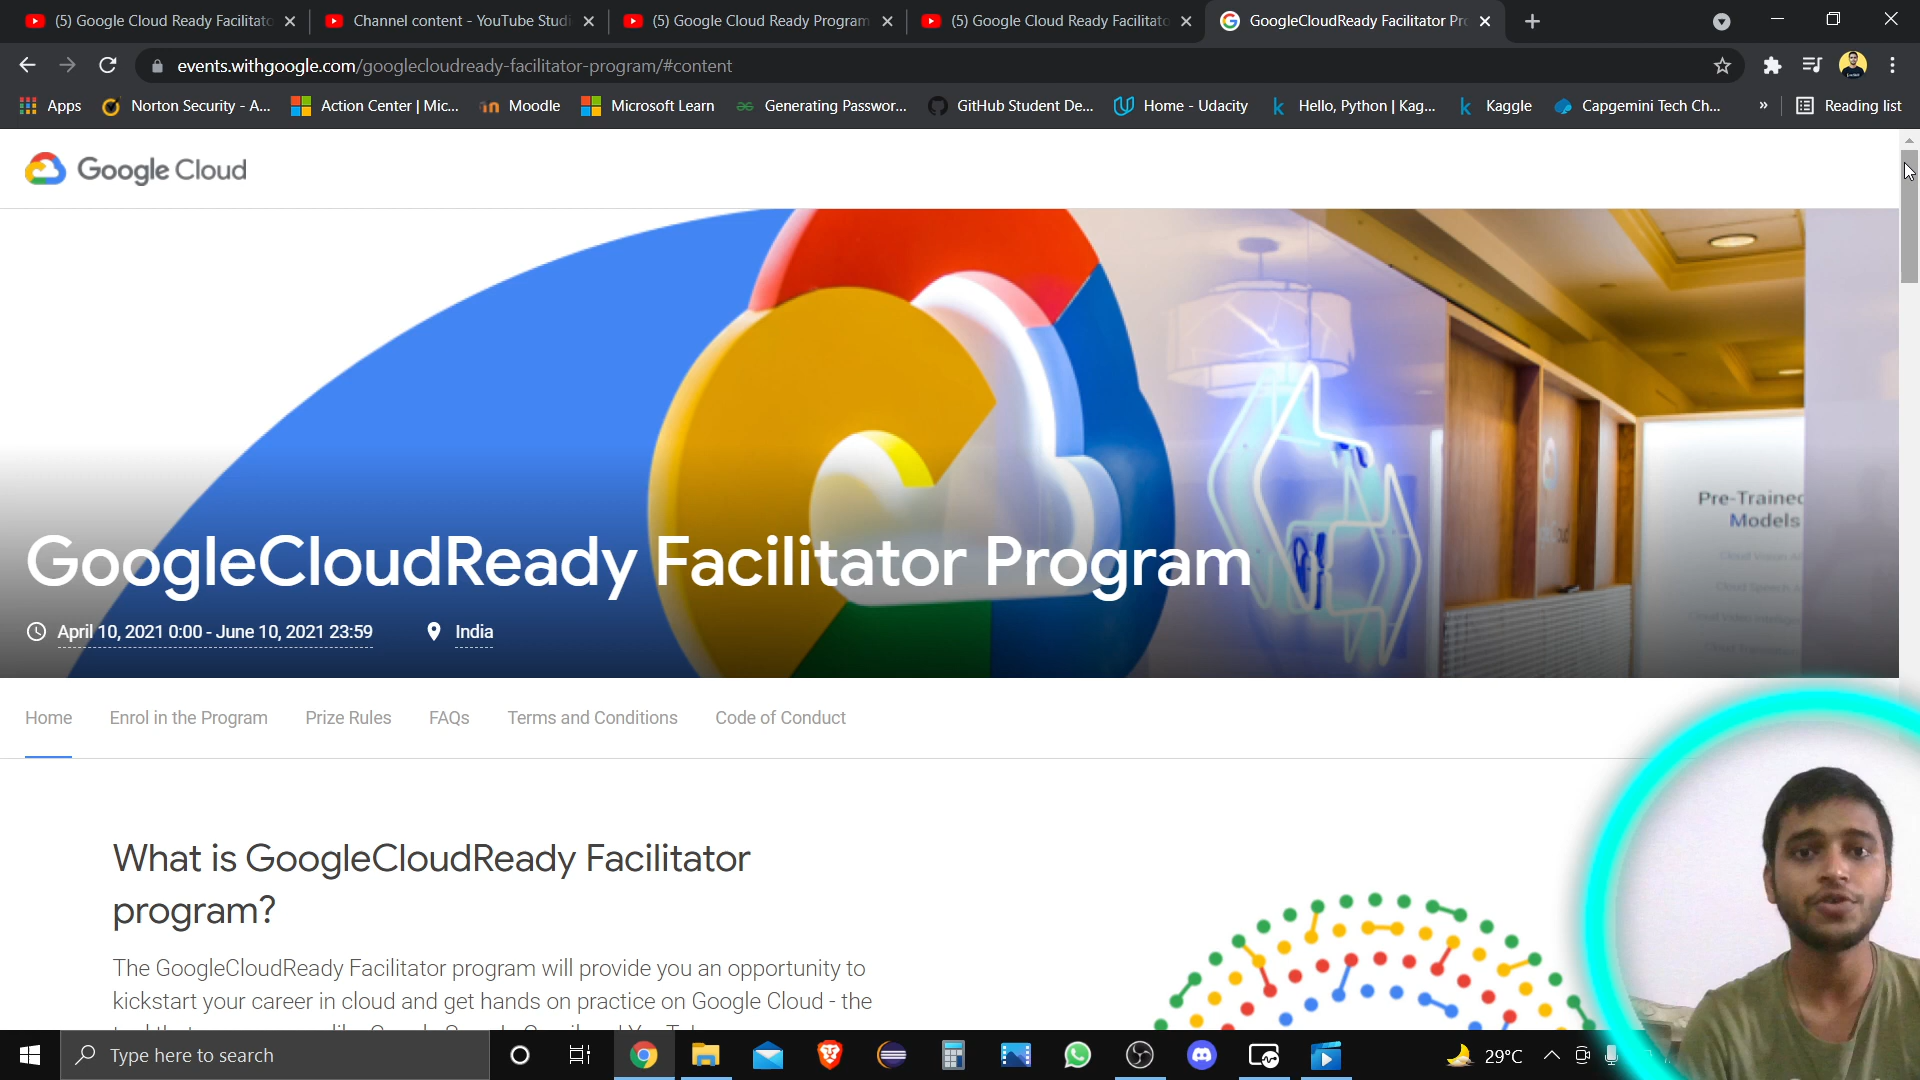 (5) Google Cloud Ready Facilitato
Channel content - YouTube Studi
(5) Google Cloud Ready Program
(5) Google Cloud Ready Facilitato
GoogleCloudReady Facilitator Pro
events.withgoogle.com/googlecloudready-facilitator-program/#content
Apps
Norton Security - A...
Action Center | Mic...
Moodle
Microsoft Learn
Generating Passwor...
GitHub Student De...
Home - Udacity
Hello, Python | Kag...
Kaggle
Capgemini Tech Ch...
»
Reading list
Google Cloud
Pre-Trained
Models
GoogleCloudReady Facilitator Program
April 10, 2021 0:00 - June 10, 2021 23:59
India
Home
Enrol in the Program
Prize Rules
FAQs
Terms and Conditions
Code of Conduct
What is GoogleCloudReady Facilitator
program?
The GoogleCloudReady Facilitator program will provide you an opportunity to
kickstart your career in cloud and get hands on practice on Google Cloud - the
Type here to search
29°C